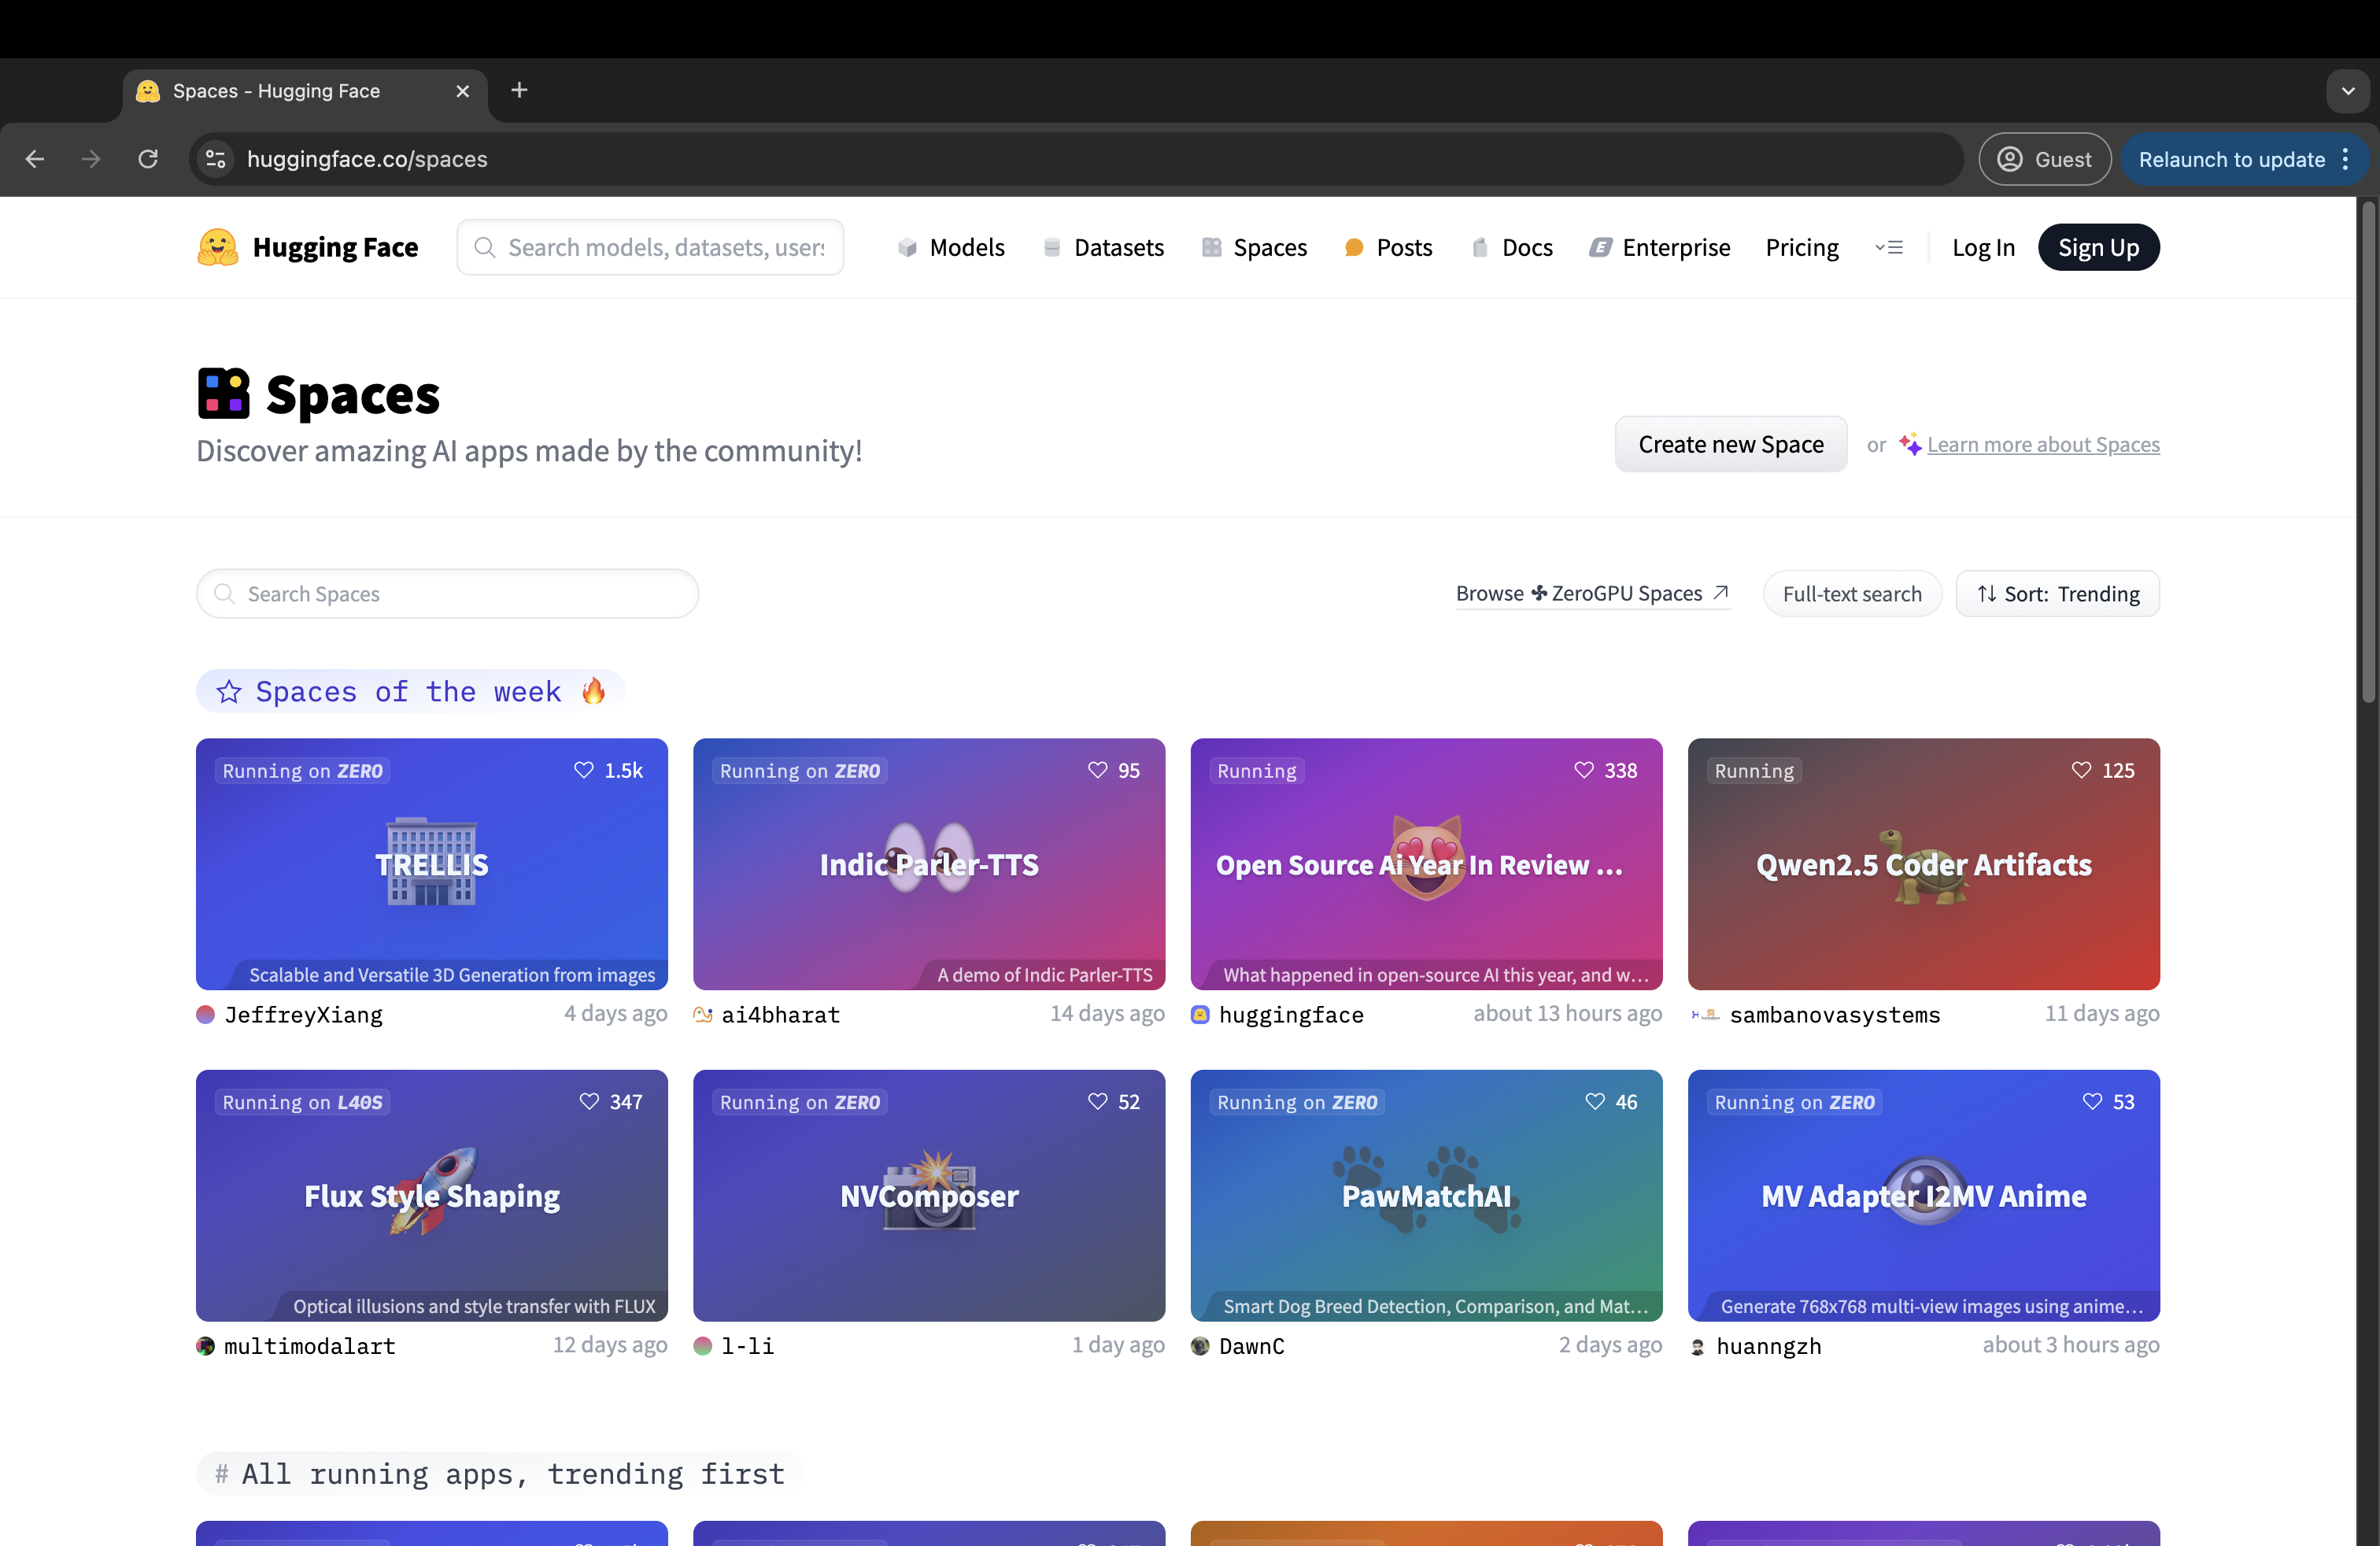 Spaces - Hugging Face
huggingface.co/spaces
Guest
Relaunch to update
Hugging Face
Search models, datasets, users
Models
Datasets
Spaces
Posts
Docs
Enterprise
Pricing
Log In
Sign Up
Spaces
Discover amazing AI apps made by the community!
Create new Space
or
Learn more about Spaces
Search Spaces
Browse ZeroGPU Spaces
Full-text search
Sort: Trending
Spaces of the week 🔥
Running on ZERO
1.5k
TRELLIS
Scalable and Versatile 3D Generation from images
JeffreyXiang
4 days ago
Running on ZERO
95
Indic Parler-TTS
A demo of Indic Parler-TTS
ai4bharat
14 days ago
Running
338
Open Source Ai Year In Review ...
What happened in open-source AI this year, and w...
huggingface
about 13 hours ago
Running
125
Qwen2.5 Coder Artifacts
sambanovasystems
11 days ago
Running on L40S
347
Flux Style Shaping
Optical illusions and style transfer with FLUX
multimodalart
12 days ago
Running on ZERO
52
NVComposer
l-li
1 day ago
Running on ZERO
46
PawMatchAI
Smart Dog Breed Detection, Comparison, and Mat...
DawnC
2 days ago
Running on ZERO
53
MV Adapter I2MV Anime
Generate 768x768 multi-view images using anime...
huanngzh
about 3 hours ago
# All running apps, trending first